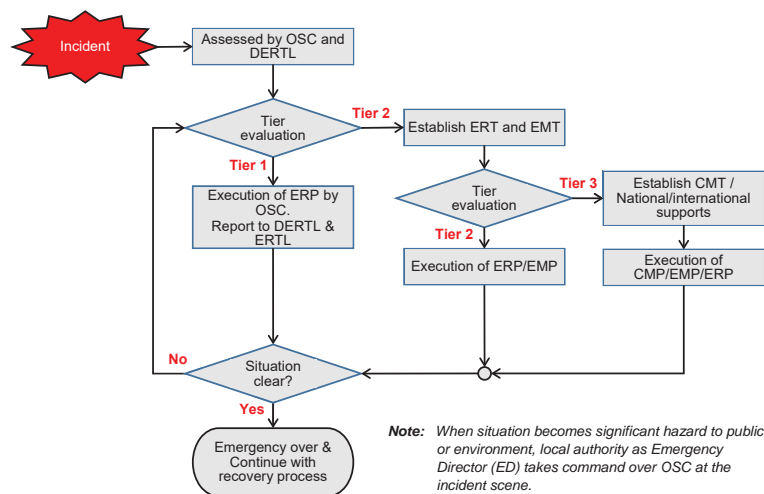 Incident
Assessed by OSC and
DERTL
Tier
evaluation
Tier 2
Establish ERT and EMT
Tier 1
Execution of ERP by
OSC.
Report to DERTL &
ERTL
Tier
evaluation
Tier 3
Establish CMT /
National/international
supports
Tier 2
Execution of ERP/EMP
Execution of
CMP/EMP/ERP
No
Situation
clear?
Yes
Emergency over &
Continue with
recovery process
Note: When situation becomes significant hazard to public
or environment, local authority as Emergency
Director (ED) takes command over OSC at the
incident scene.